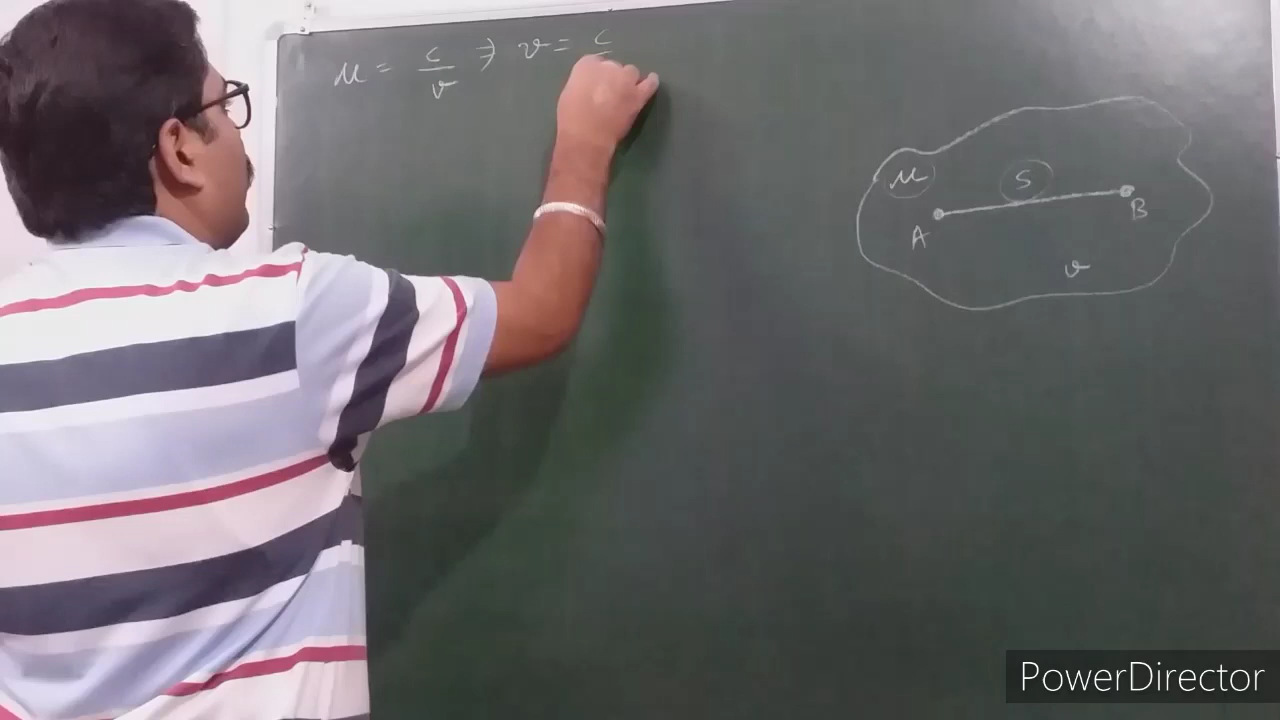 μ = c/v ⇒ v = c
μ
S
A
B
v
PowerDirector